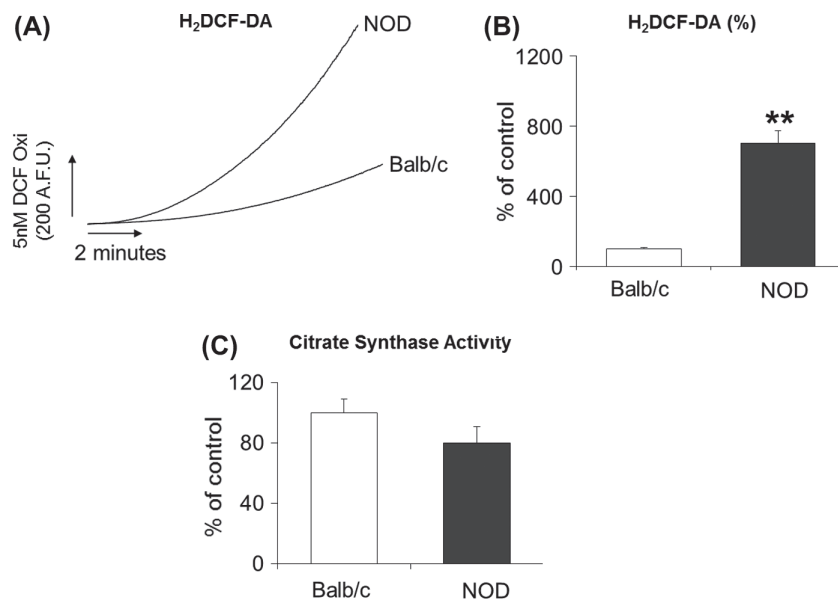 (A)
H₂DCF-DA
NOD
Balb/c
5nM DCF Oxi
(200 A.F.U.)
2 minutes
(B)
H₂DCF-DA (%)
% of control
1200
800
400
0
**
Balb/c
NOD
(C)
Citrate Synthase Activity
% of control
120
80
40
0
Balb/c
NOD